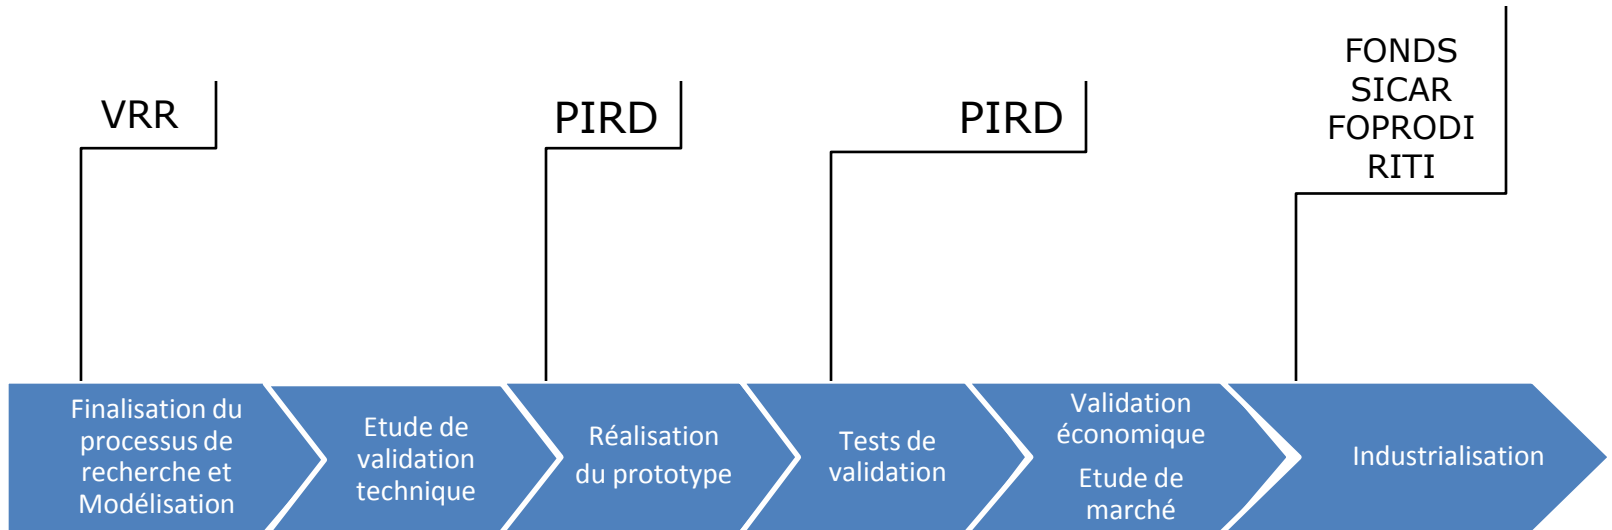 VRR
PIRD
PIRD
FONDS
SICAR
FOPRODI
RITI
Finalisation du
processus de
recherche et
Modélisation
Etude de
validation
technique
Réalisation
du prototype
Tests de
validation
Validation
économique
Etude de
marché
Industrialisation